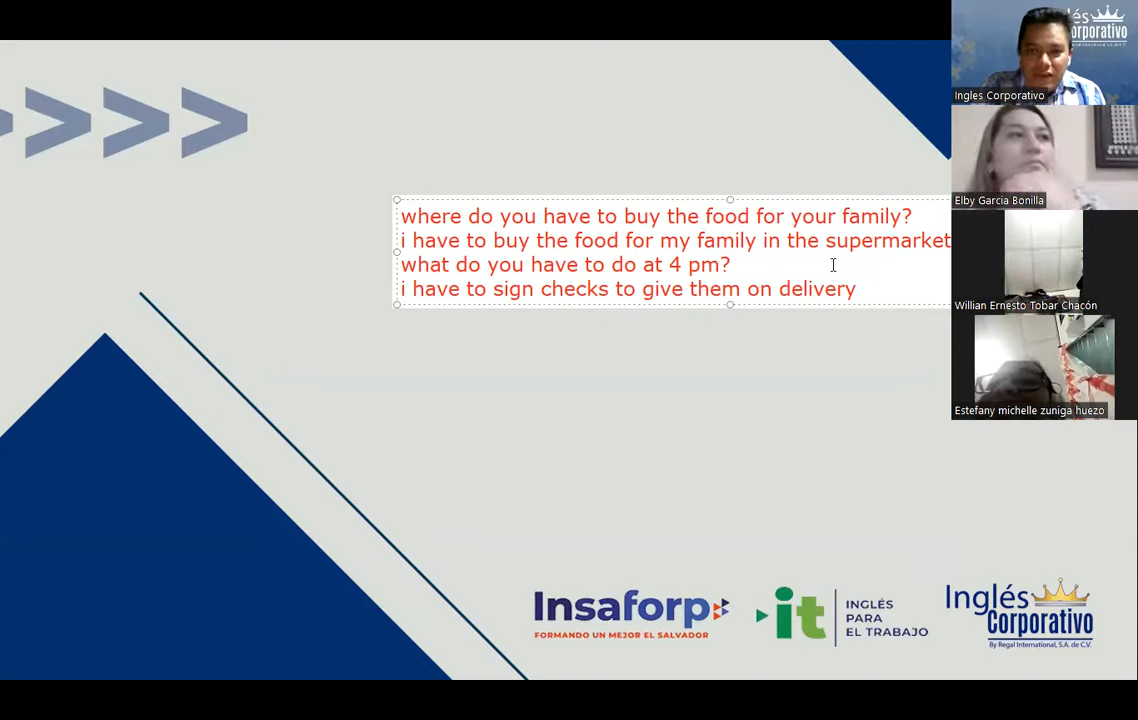 where do you have to buy the food for your family?
i have to buy the food for my family in the supermarket
what do you have to do at 4 pm?
i have to sign checks to give them on delivery
Insaforp
FORMANDO UN MEJOR EL SALVADOR
it
INGLÉS
PARA
EL TRABAJO
Inglés
Corporativo
By Regal International, S.A. de C.V.
és
orporativo
Ingles Corporativo
Elby Garcia Bonilla
Willian Ernesto Tobar Chacón
Estefany michelle zuniga huezo